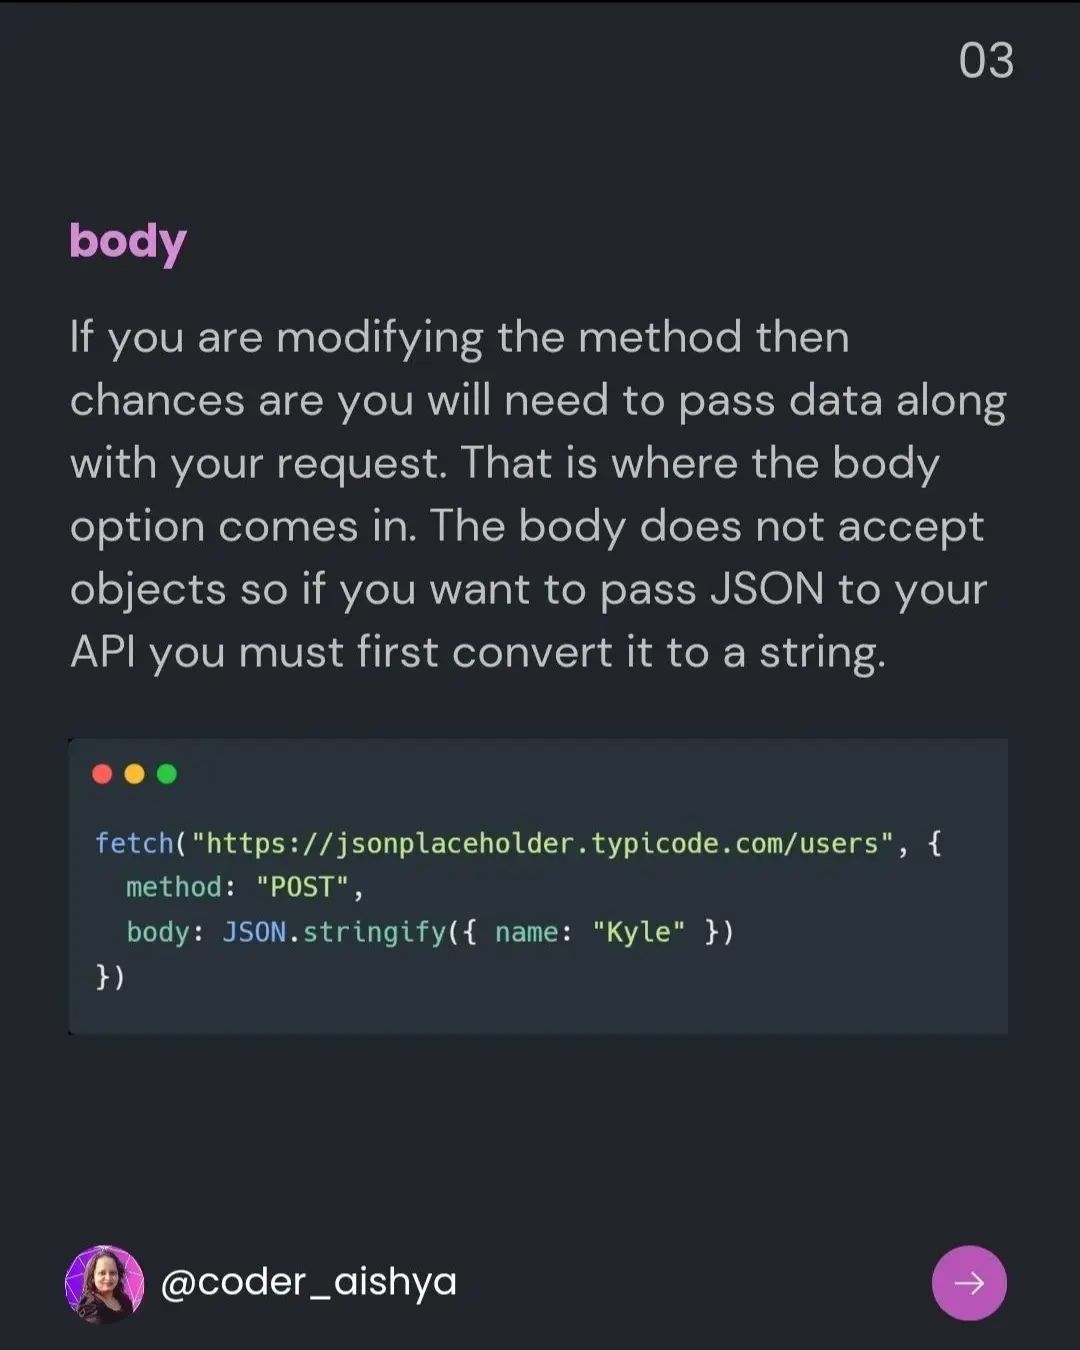 03
body
If you are modifying the method then
chances are you will need to pass data along
with your request. That is where the body
option comes in. The body does not accept
objects so if you want to pass JSON to your
API you must first convert it to a string.
fetch("https://jsonplaceholder.typicode.com/users", {
  method: "POST",
  body: JSON.stringify({ name: "Kyle" })
})
@coder_aishya